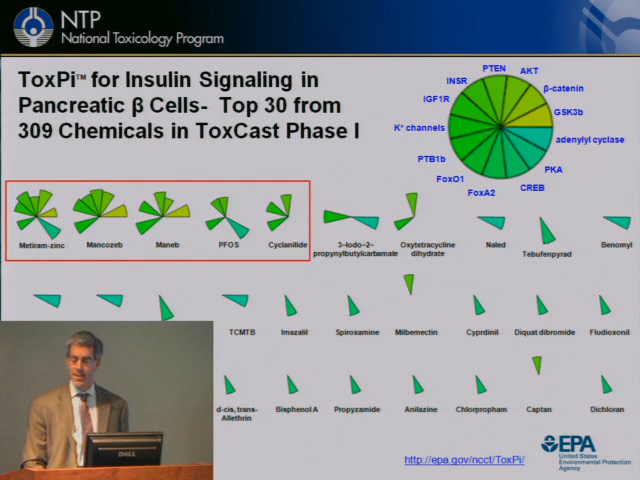 NTP
National Toxicology Program
ToxPi™ for Insulin Signaling in
Pancreatic β Cells- Top 30 from
309 Chemicals in ToxCast Phase I
PTEN
AKT
INSR
β-catenin
IGF1R
GSK3b
K⁺ channels
adenylyl cyclase
PTB1b
PKA
FoxO1
CREB
FoxA2
Metiram-zinc
Mancozeb
Maneb
PFOS
Cyclanilide
3-Iodo-2-
propynylbutylcarbamate
Oxytetracycline
dihydrate
Naled
Tebufenpyrad
Benomyl
TCMTB
Imazalil
Spiroxamine
Milbemectin
Cyprdinil
Diquat dibromide
Fludioxonil
d-cis, trans-
Allethrin
Bisphenol A
Propyzamide
Anilazine
Chlorpropham
Captan
Dichloran
DELL
http://epa.gov/ncct/ToxPi/
EPA
United States
Environmental Protection
Agency